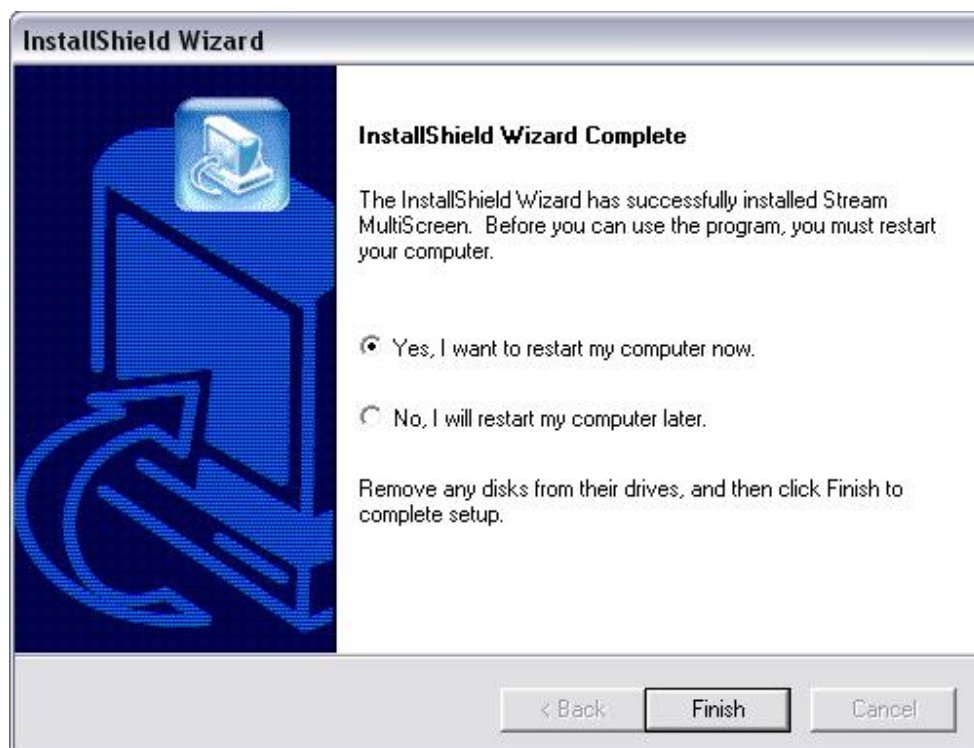 InstallShield Wizard
InstallShield Wizard Complete
The InstallShield Wizard has successfully installed Stream
MultiScreen.  Before you can use the program, you must restart
your computer.
Yes, I want to restart my computer now.
No, I will restart my computer later.
Remove any disks from their drives, and then click Finish to
complete setup.
< Back
Finish
Cancel